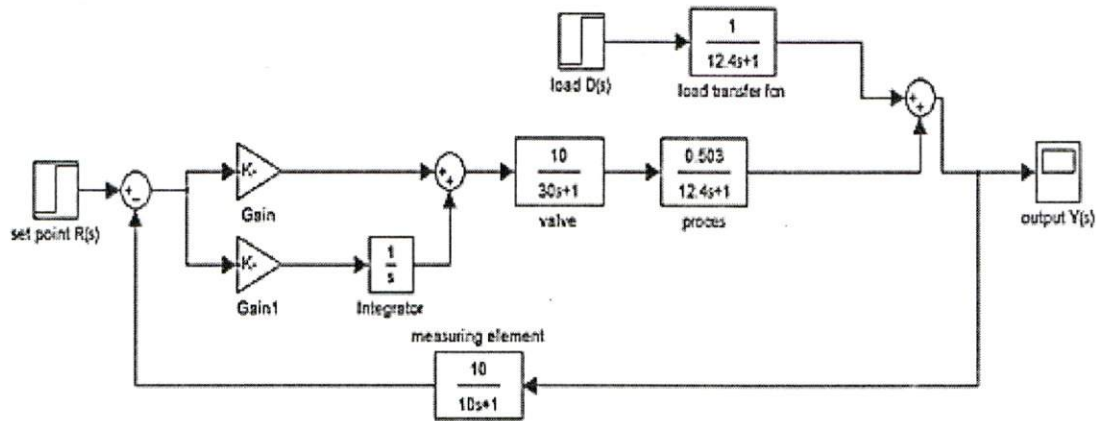 1
12.4s+1
load D(s)
load transfer fcn
+
+
set point R(s)
+
−
K-
Gain
K-
Gain1
1
s
Integrator
+
+
10
30s+1
valve
0.503
12.4s+1
proces
output Y(s)
measuring element
10
10s+1